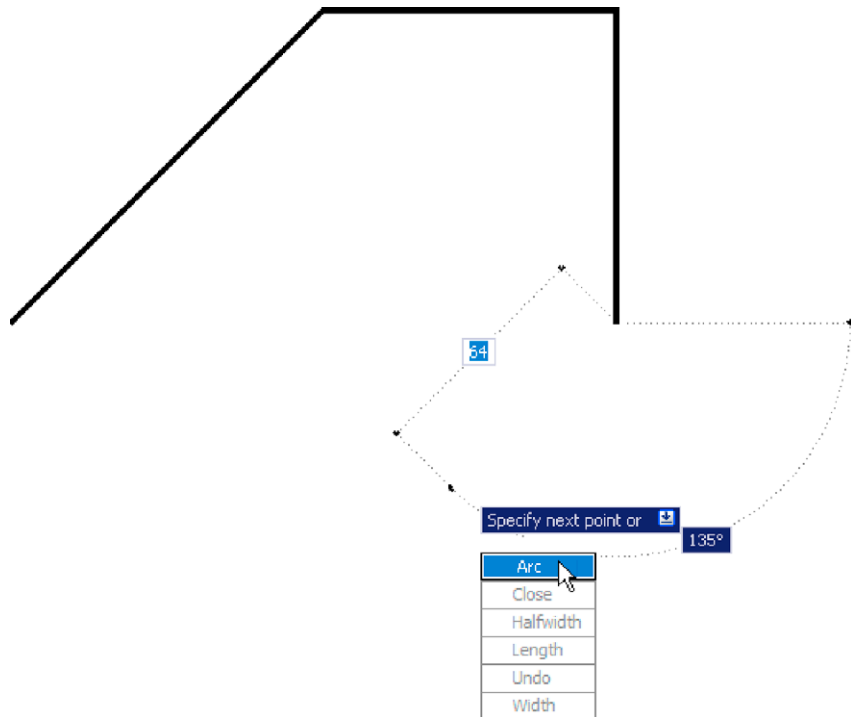 64
Specify next point or
135°
Arc
Close
Halfwidth
Length
Undo
Width